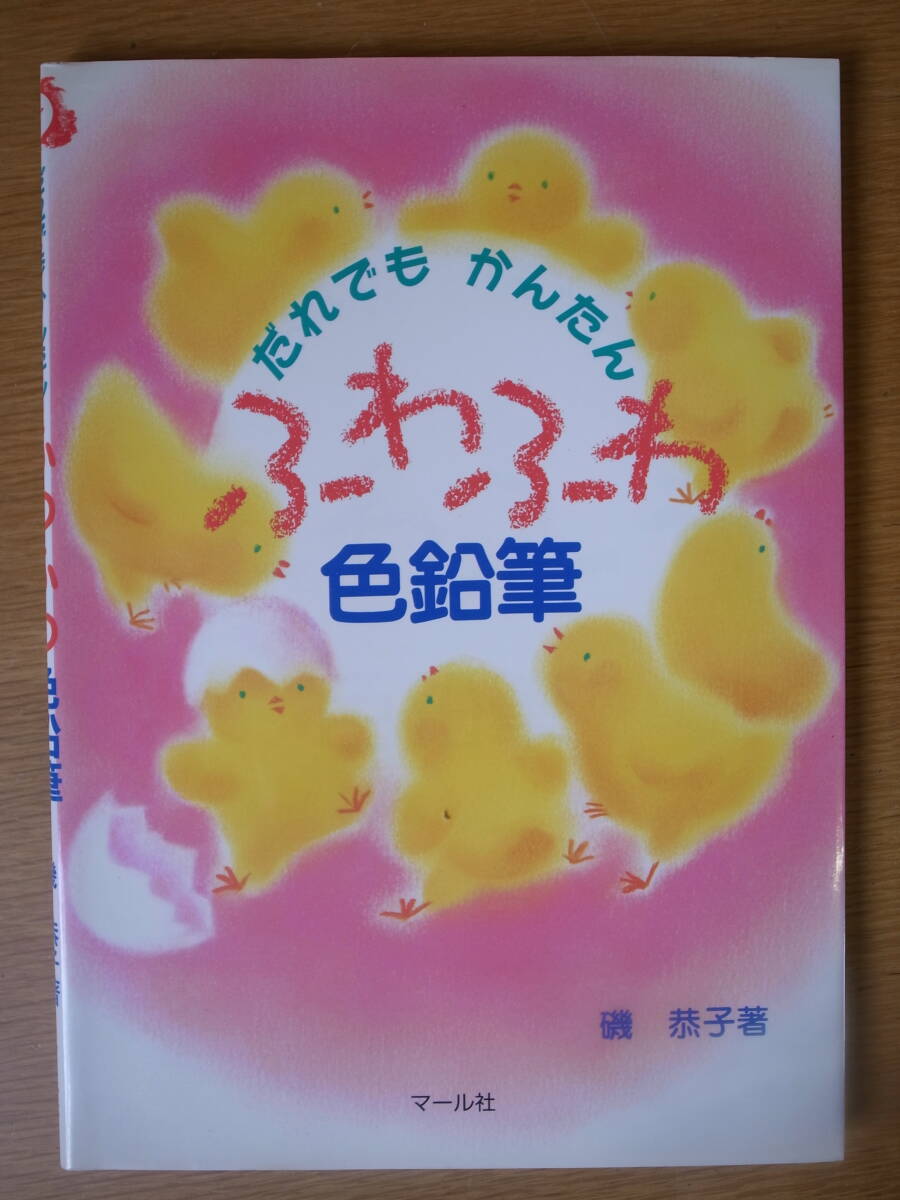 だれでも かんたん
ふわふわ
色鉛筆
磯 恭子著
マール社